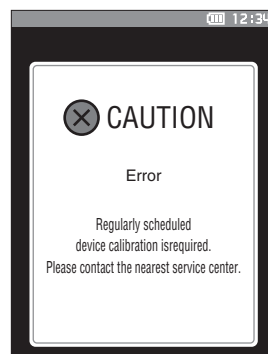 12:34
CAUTION
Error
Regularly scheduled
device calibration isrequired.
Please contact the nearest service center.